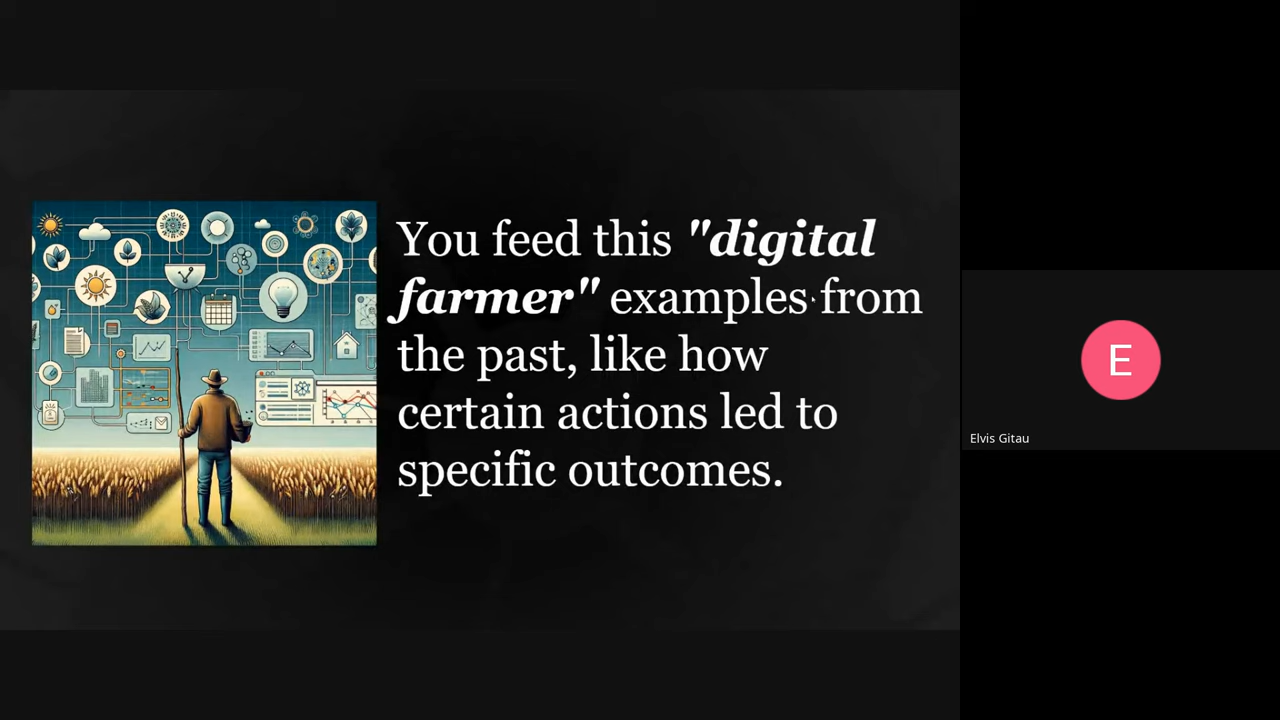 You feed this "digital
farmer" examples from
the past, like how
certain actions led to
specific outcomes.
E
Elvis Gitau